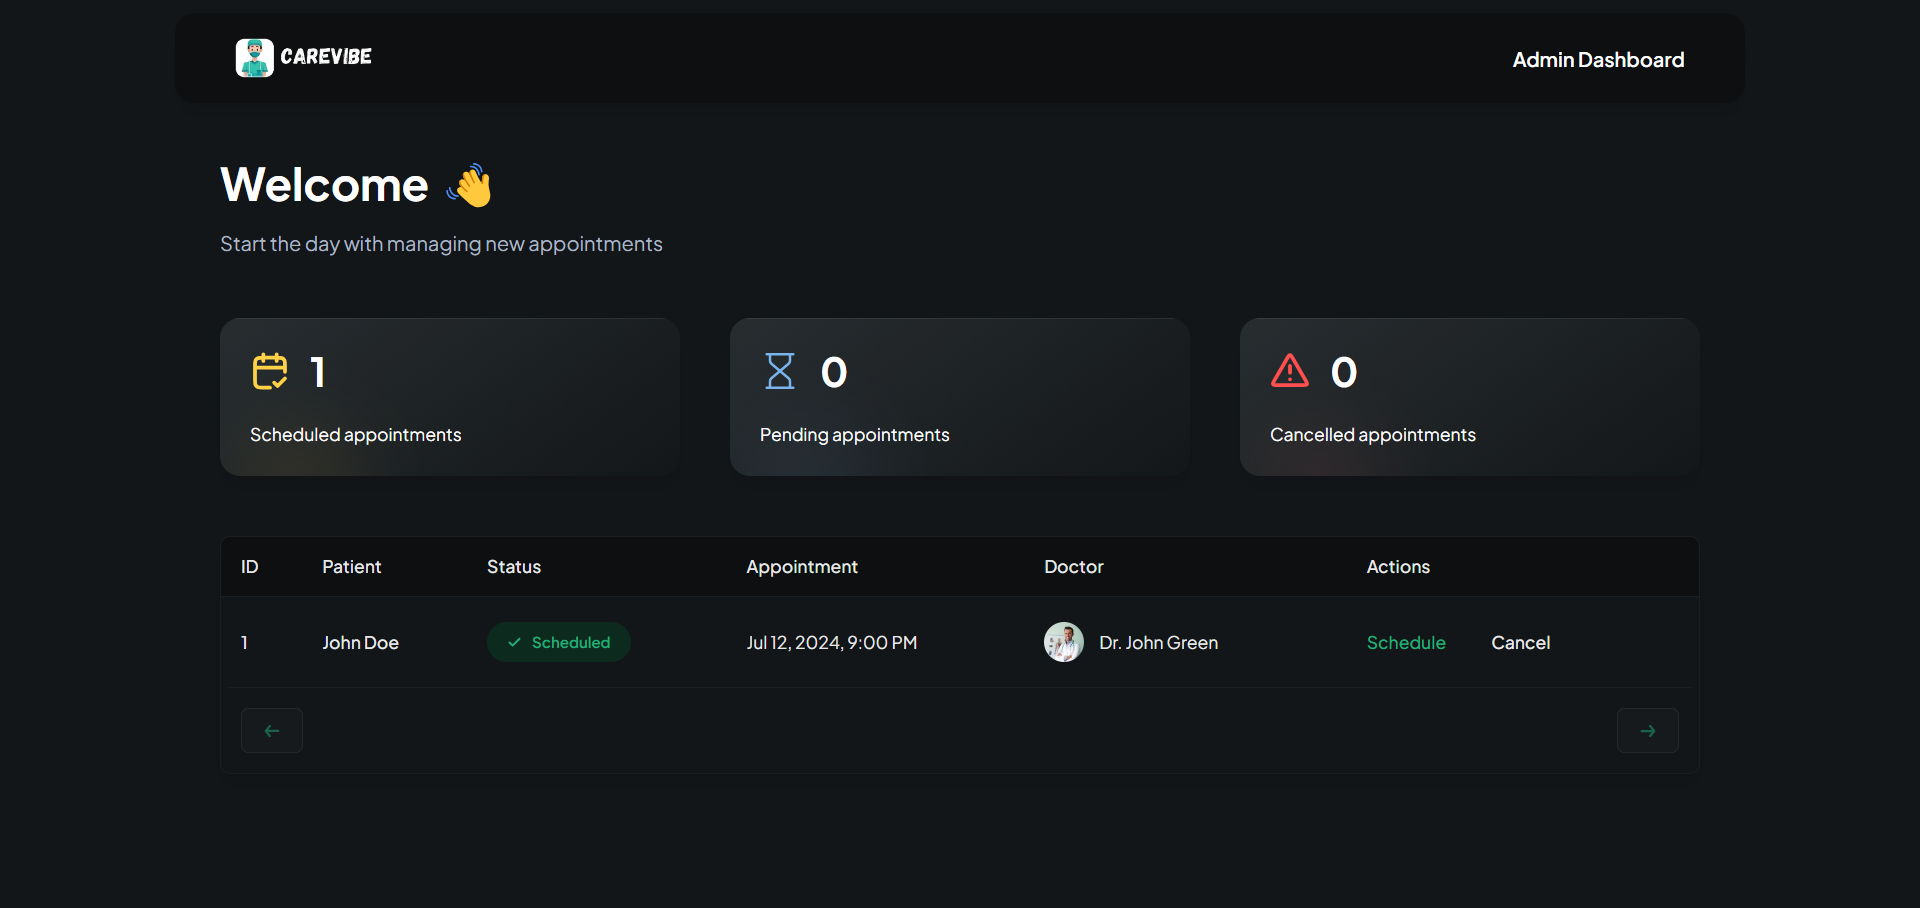 CAREVIBE
Admin Dashboard
Welcome 👋
Start the day with managing new appointments
1
Scheduled appointments
0
Pending appointments
0
Cancelled appointments
ID Patient Status Appointment Doctor Actions
1 John Doe Scheduled Jul 12, 2024, 9:00 PM Dr. John Green Schedule Cancel